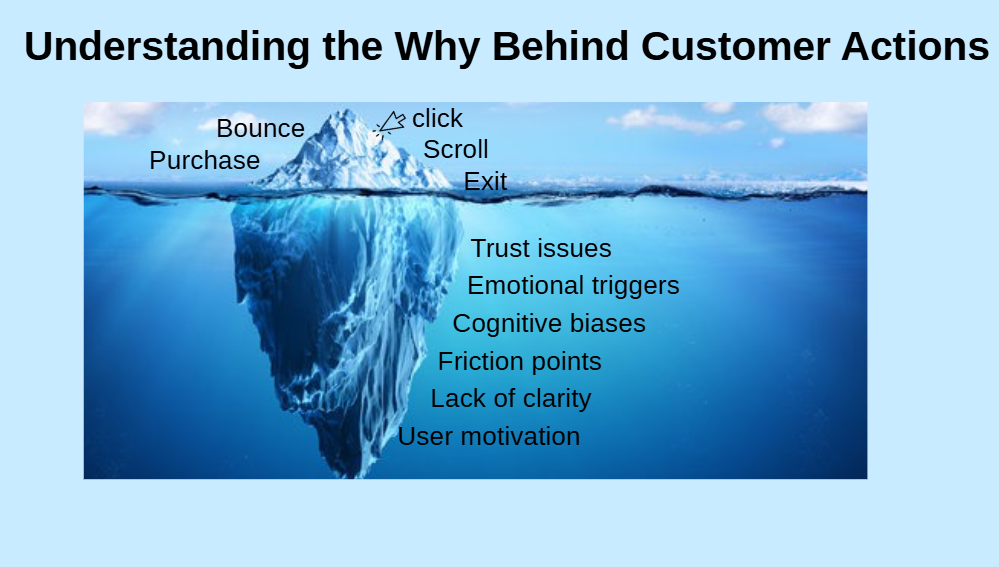 Understanding the Why Behind Customer Actions
Bounce
click
Purchase
Scroll
Exit
Trust issues
Emotional triggers
Cognitive biases
Friction points
Lack of clarity
User motivation